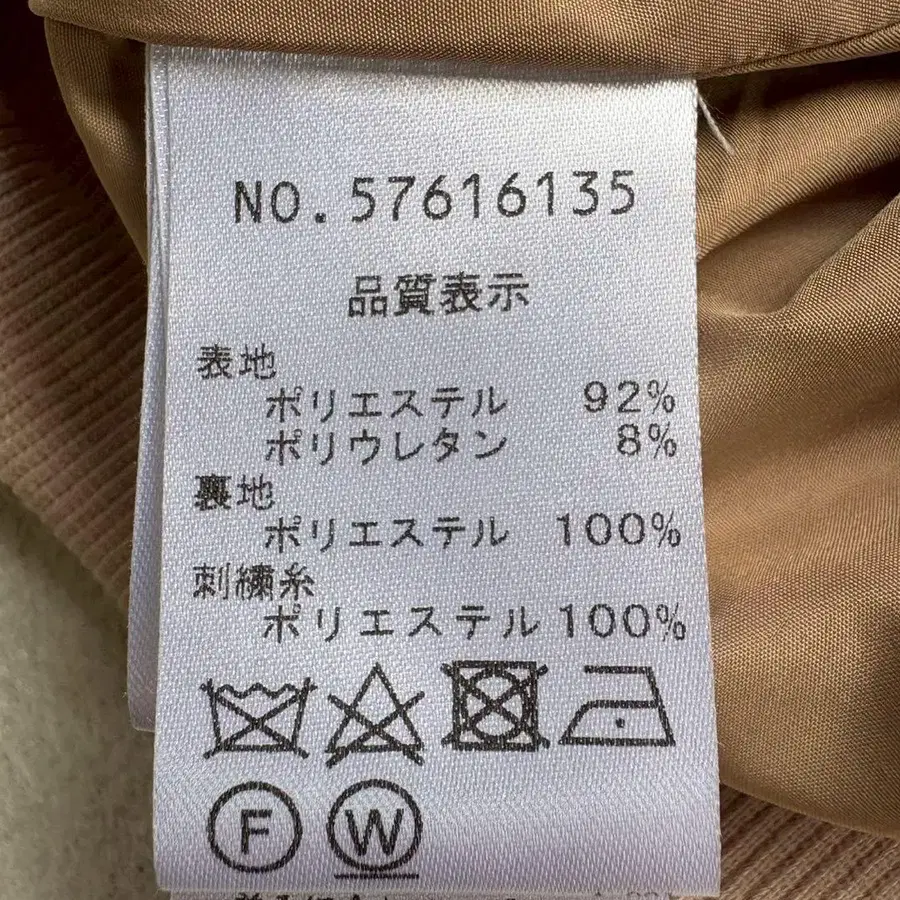 NO.57616135
品質表示
表地
ポリエステル 92%
ポリウレタン 8%
裏地
ポリエステル 100%
刺繍糸
ポリエステル 100%
F W